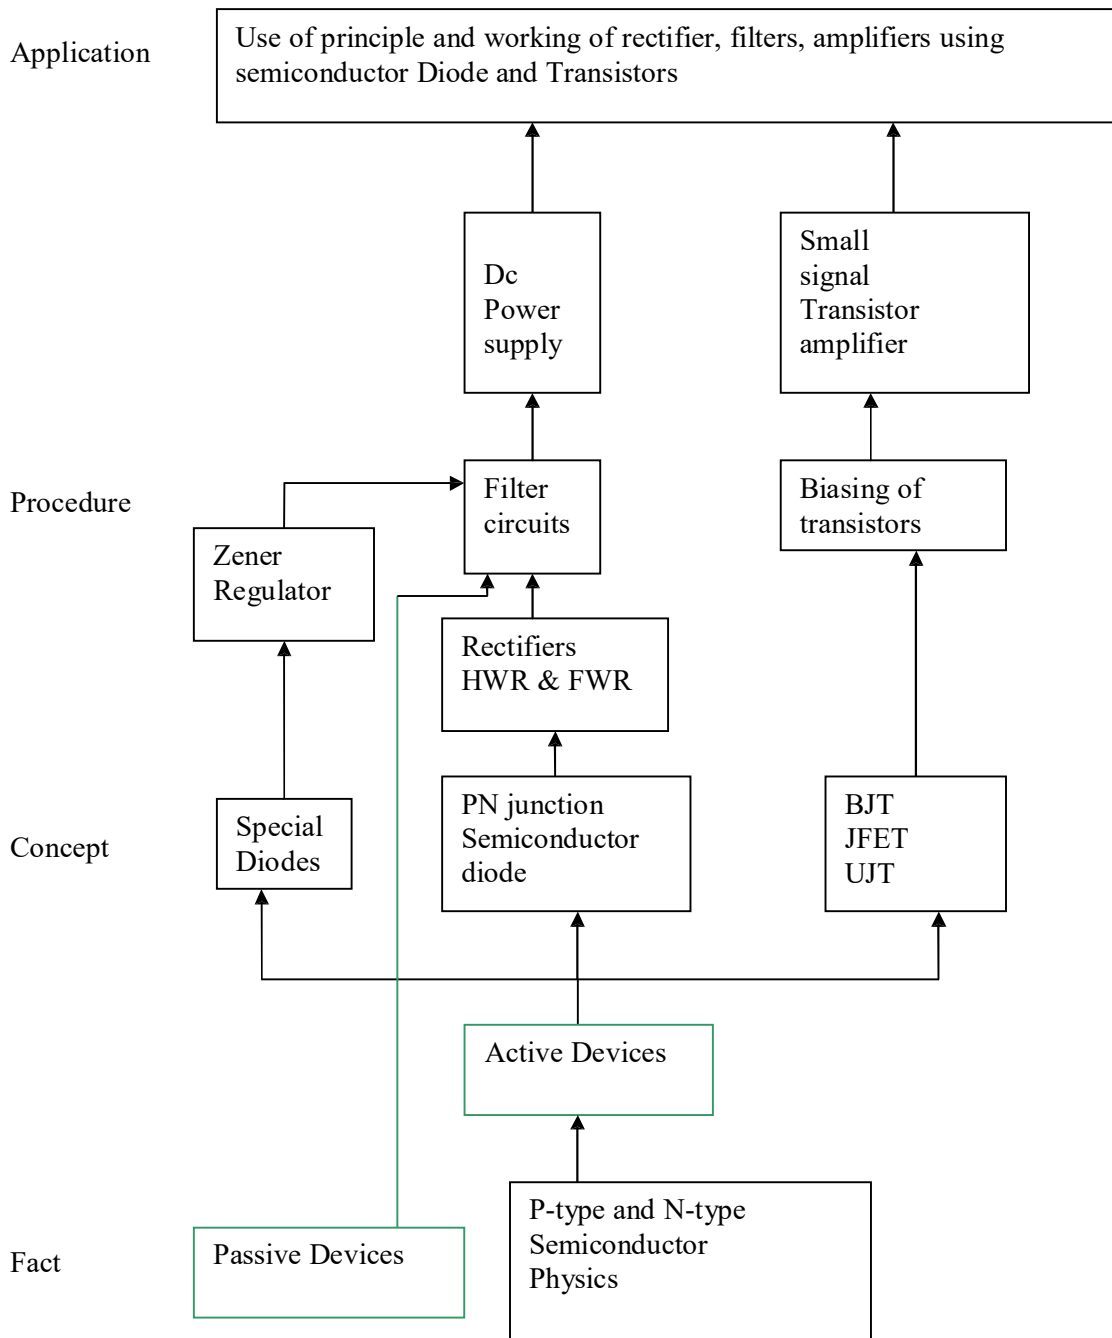 Application
Use of principle and working of rectifier, filters, amplifiers using
semiconductor Diode and Transistors
Dc
Power
supply
Small
signal
Transistor
amplifier
Procedure
Filter
circuits
Biasing of
transistors
Zener
Regulator
Rectifiers
HWR & FWR
Concept
Special
Diodes
PN junction
Semiconductor
diode
BJT
JFET
UJT
Active Devices
Fact
Passive Devices
P-type and N-type
Semiconductor
Physics